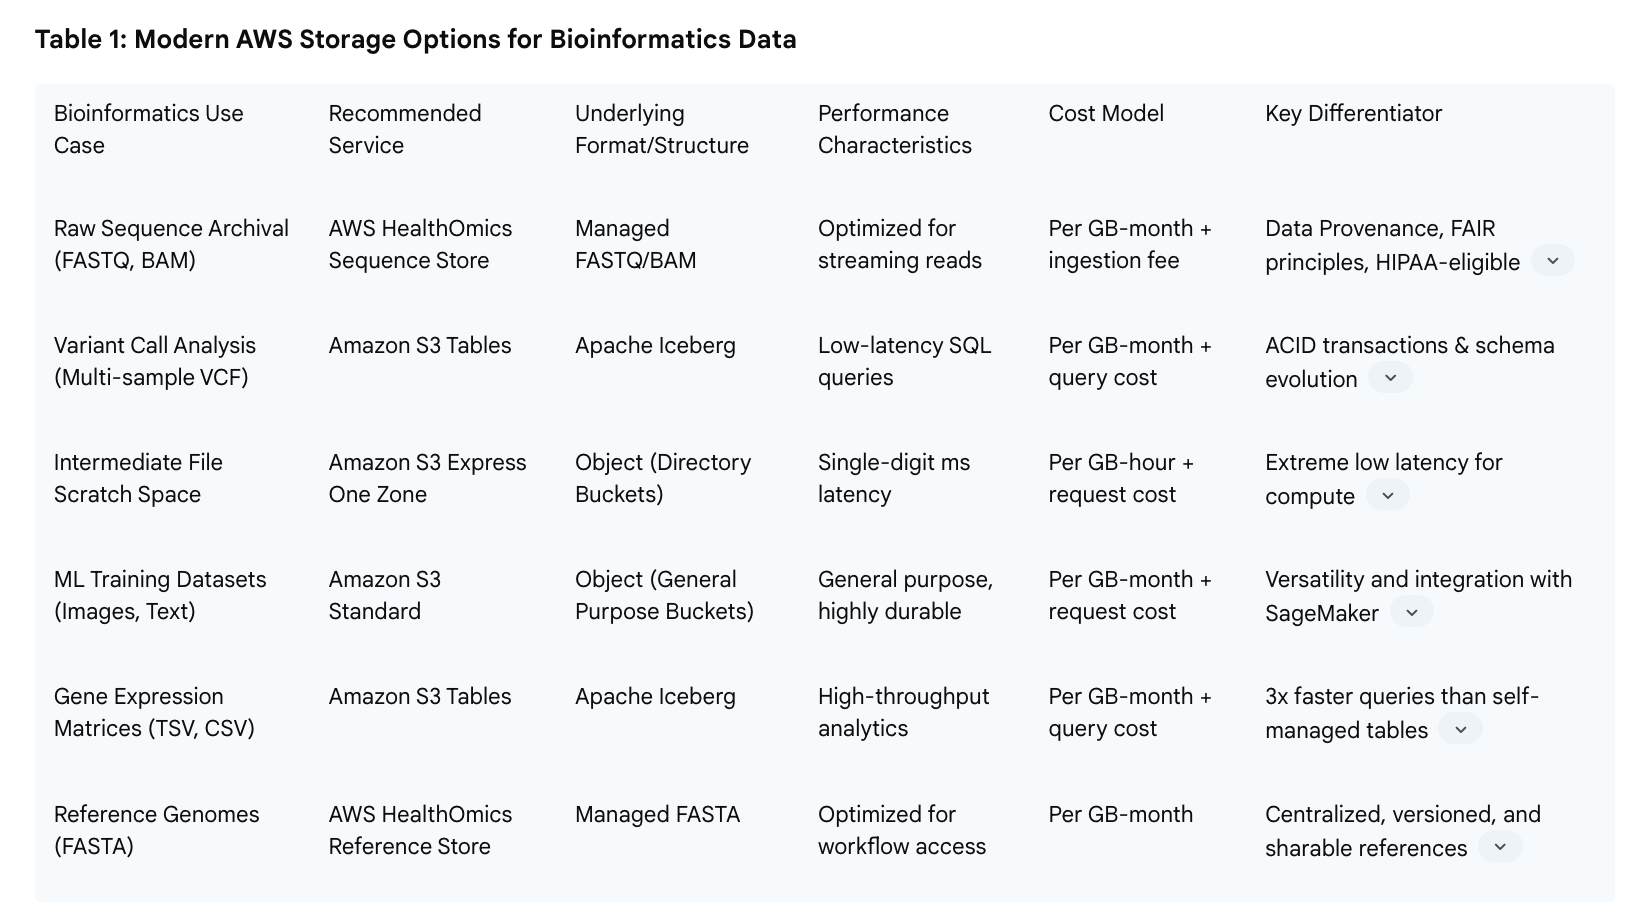 Table 1: Modern AWS Storage Options for Bioinformatics Data
Bioinformatics Use
Case
Recommended
Service
Underlying
Format/Structure
Performance
Characteristics
Cost Model
Key Differentiator
Raw Sequence Archival
(FASTQ, BAM)
AWS HealthOmics
Sequence Store
Managed
FASTQ/BAM
Optimized for
streaming reads
Per GB-month +
ingestion fee
Data Provenance, FAIR
principles, HIPAA-eligible
Variant Call Analysis
(Multi-sample VCF)
Amazon S3 Tables
Apache Iceberg
Low-latency SQL
queries
Per GB-month +
query cost
ACID transactions & schema
evolution
Intermediate File
Scratch Space
Amazon S3 Express
One Zone
Object (Directory
Buckets)
Single-digit ms
latency
Per GB-hour +
request cost
Extreme low latency for
compute
ML Training Datasets
(Images, Text)
Amazon S3
Standard
Object (General
Purpose Buckets)
General purpose,
highly durable
Per GB-month +
request cost
Versatility and integration with
SageMaker
Gene Expression
Matrices (TSV, CSV)
Amazon S3 Tables
Apache Iceberg
High-throughput
analytics
Per GB-month +
query cost
3x faster queries than self-
managed tables
Reference Genomes
(FASTA)
AWS HealthOmics
Reference Store
Managed FASTA
Optimized for
workflow access
Per GB-month
Centralized, versioned, and
sharable references